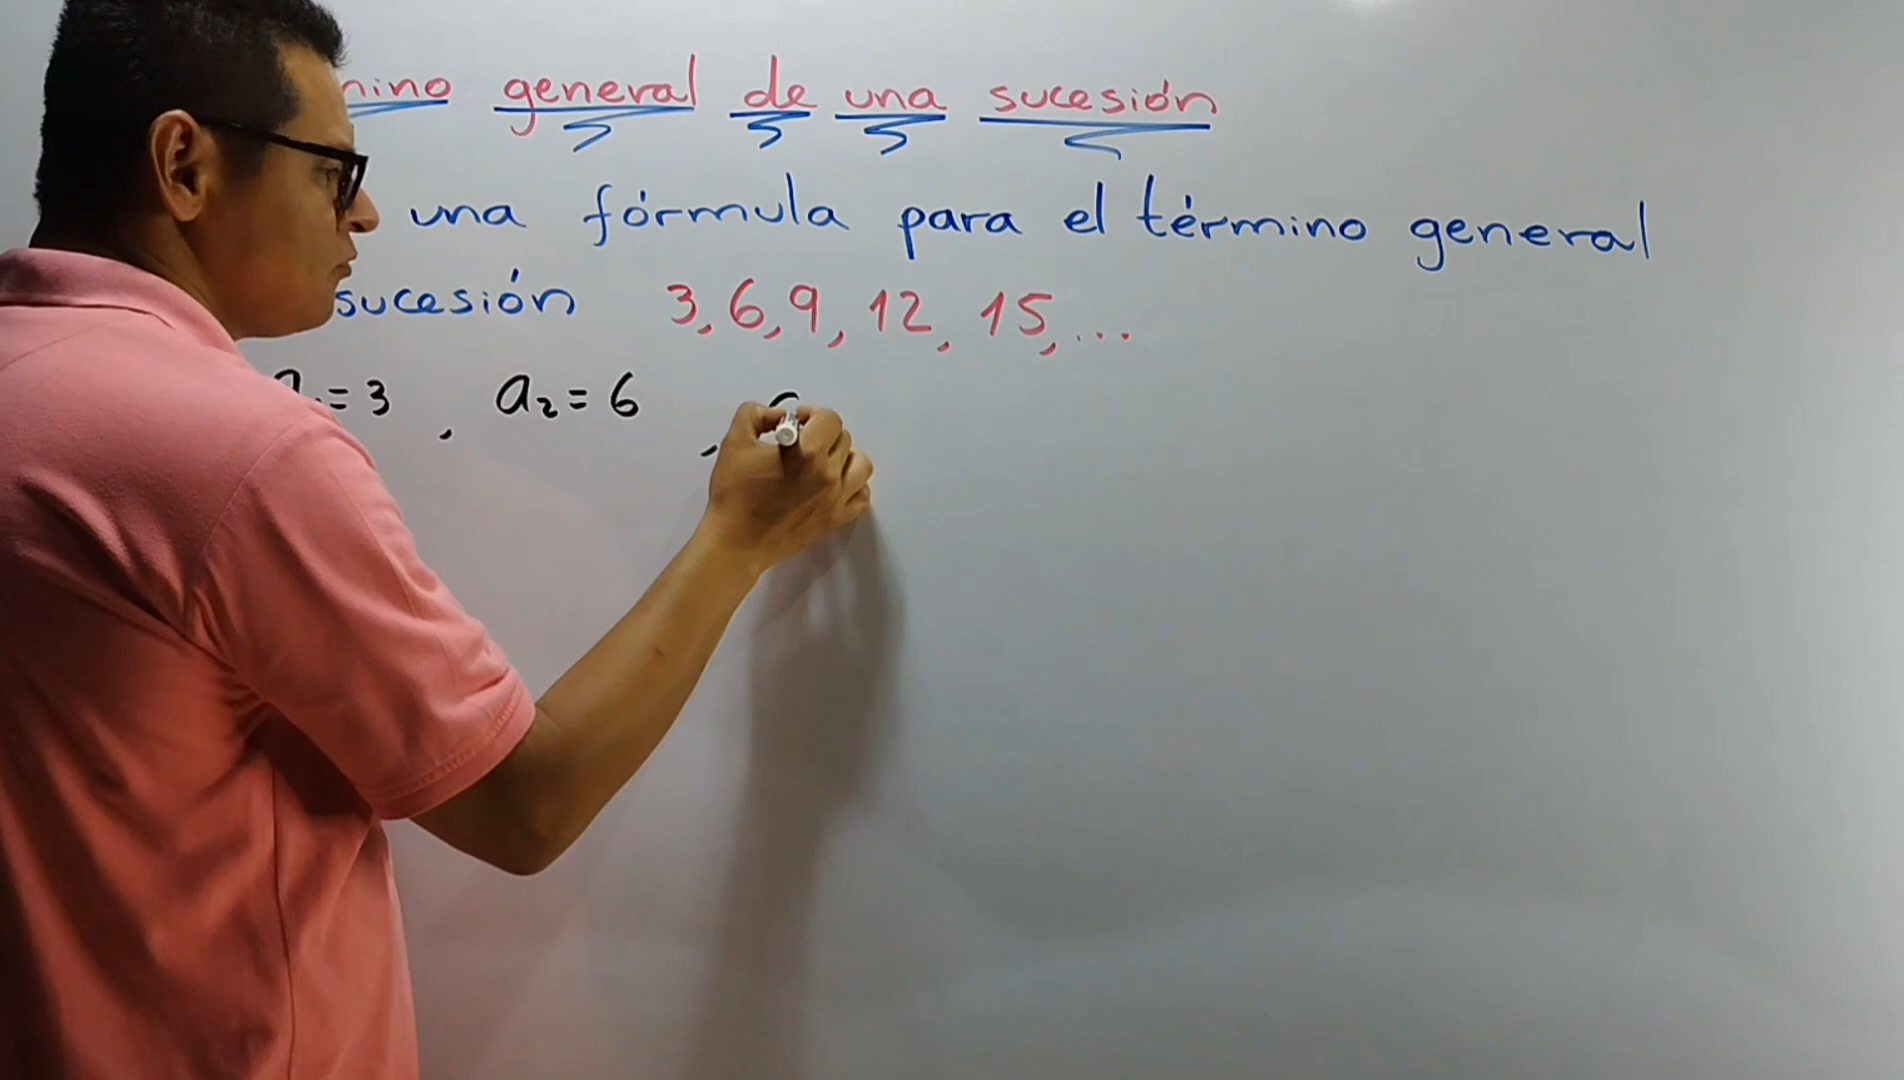 general de una sucesión
una fórmula para el término general
sucesión 3, 6, 9, 12, 15, ...
= 3 , a₂ = 6 ,